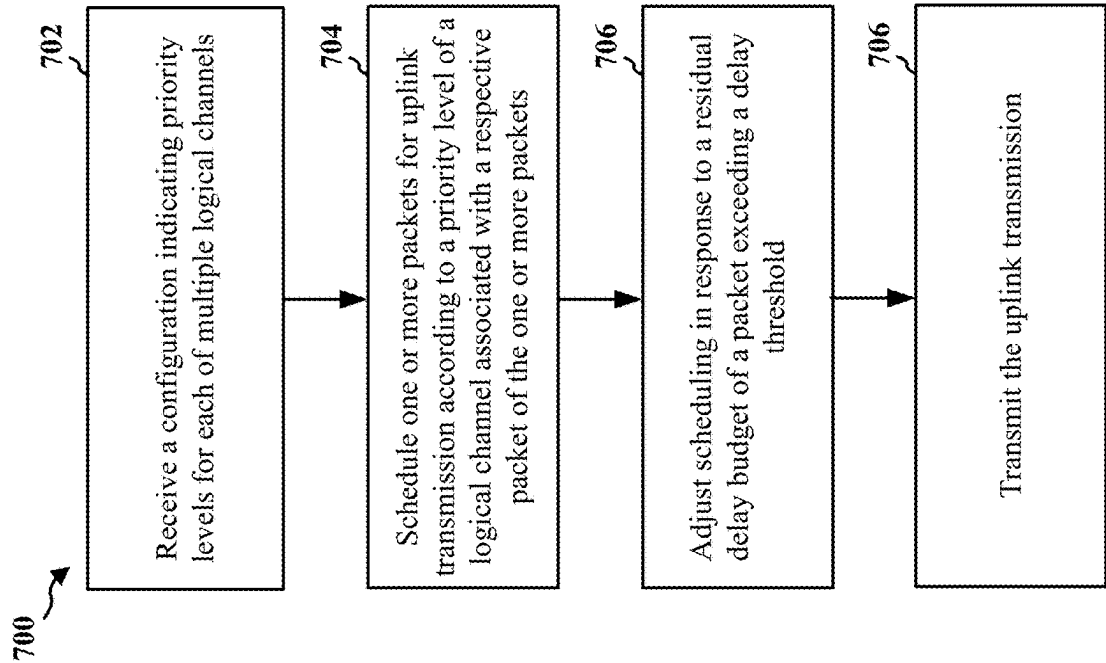 700
702
Receive a configuration indicating priority
levels for each of multiple logical channels
704
Schedule one or more packets for uplink
transmission according to a priority level of a
logical channel associated with a respective
packet of the one or more packets
706
Adjust scheduling in response to a residual
delay budget of a packet exceeding a delay
threshold
706
Transmit the uplink transmission